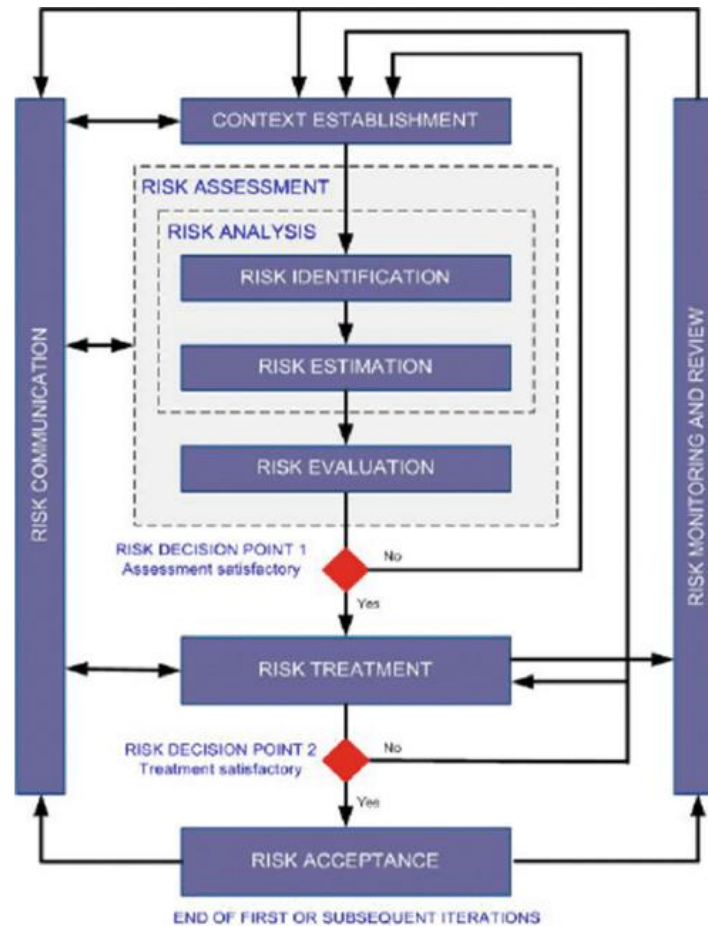 CONTEXT ESTABLISHMENT
RISK ASSESSMENT
RISK ANALYSIS
RISK IDENTIFICATION
RISK ESTIMATION
RISK EVALUATION
RISK COMMUNICATION
RISK MONITORING AND REVIEW
RISK DECISION POINT 1
Assessment satisfactory
No
Yes
RISK TREATMENT
RISK DECISION POINT 2
Treatment satisfactory
No
Yes
RISK ACCEPTANCE
END OF FIRST OR SUBSEQUENT ITERATIONS